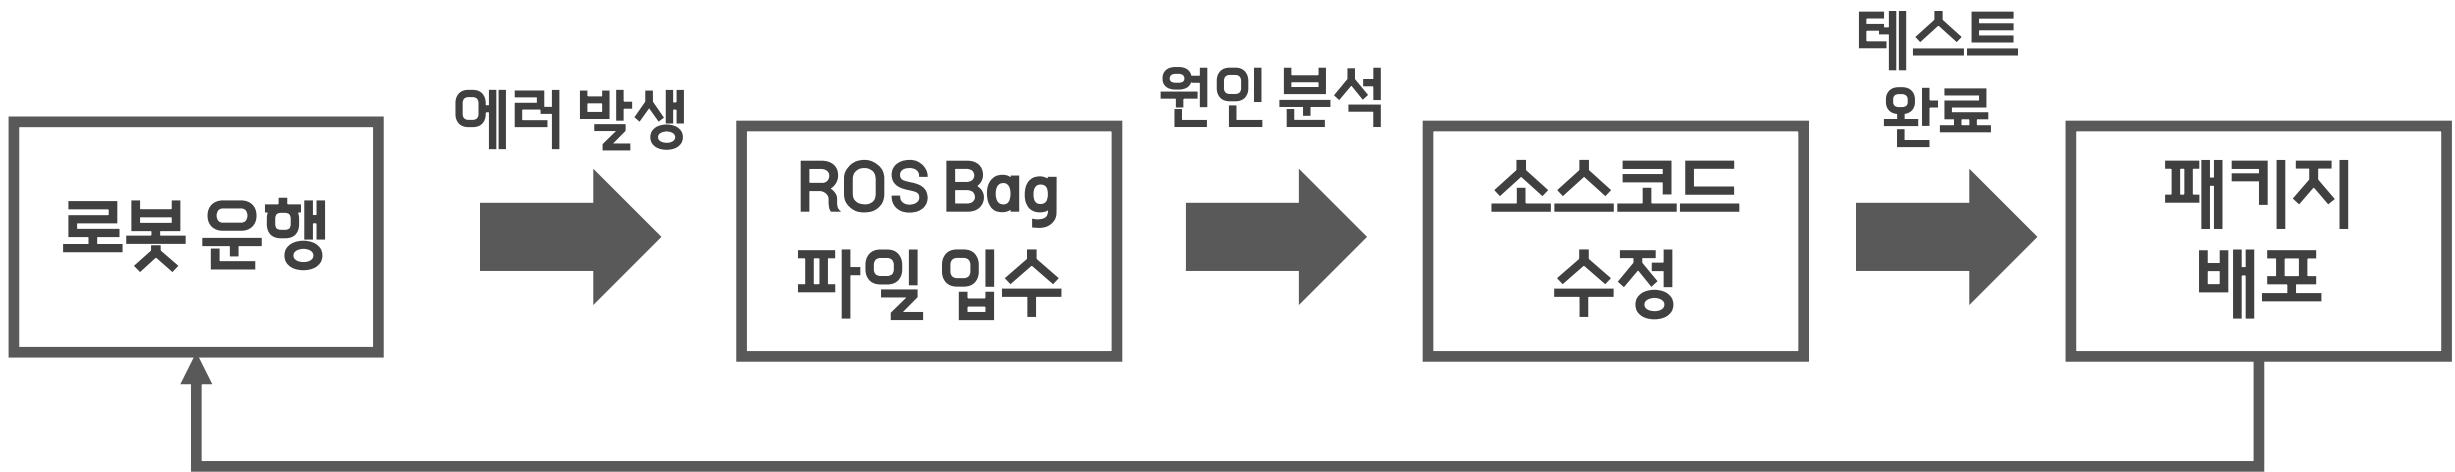 로봇 운행
에러 발생
ROS Bag
파일 입수
원인 분석
소스코드
수정
테스트
완료
패키지
배포